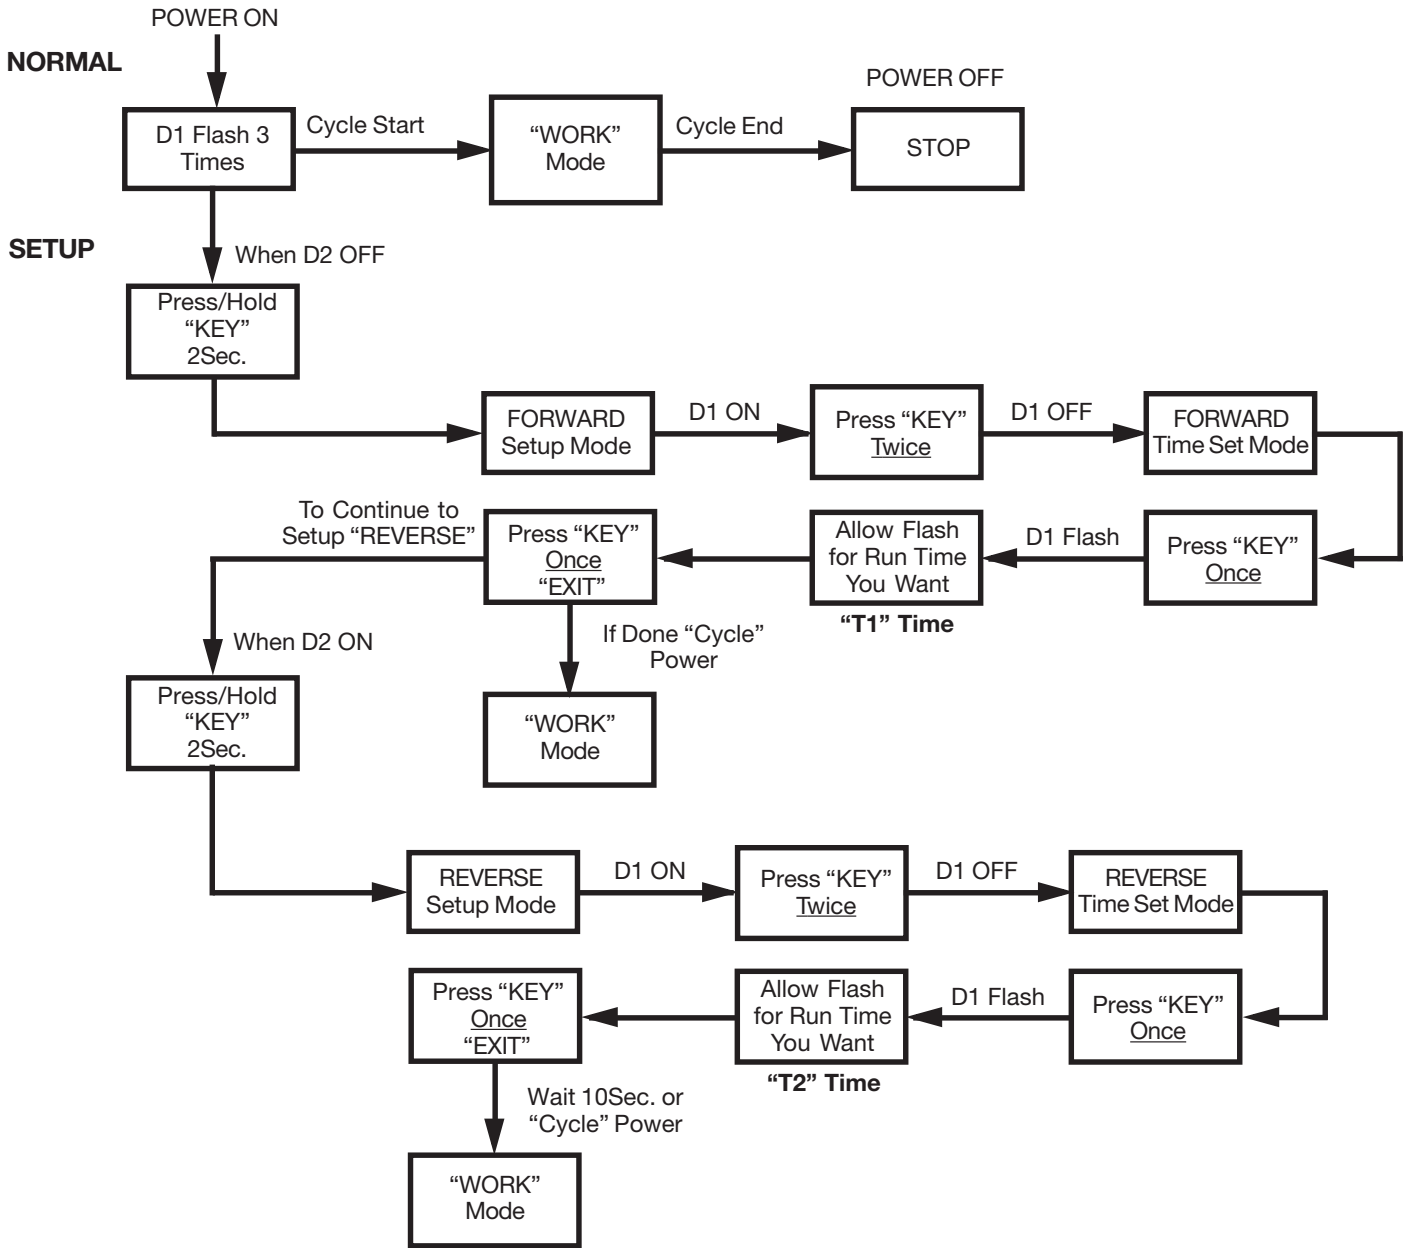 POWER ON
NORMAL
POWER OFF
D1 Flash 3
Times
Cycle Start
“WORK”
Mode
Cycle End
STOP
SETUP
When D2 OFF
Press/Hold
“KEY”
2Sec.
FORWARD
Setup Mode
D1 ON
Press “KEY”
Twice
D1 OFF
FORWARD
Time Set Mode
Press “KEY”
Once
D1 Flash
Allow Flash
for Run Time
You Want
“T1” Time
Press “KEY”
Once
“EXIT”
To Continue to
Setup “REVERSE”
If Done “Cycle”
Power
“WORK”
Mode
When D2 ON
Press/Hold
“KEY”
2Sec.
REVERSE
Setup Mode
D1 ON
Press “KEY”
Twice
D1 OFF
REVERSE
Time Set Mode
Press “KEY”
Once
D1 Flash
Allow Flash
for Run Time
You Want
“T2” Time
Press “KEY”
Once
“EXIT”
Wait 10Sec. or
“Cycle” Power
“WORK”
Mode